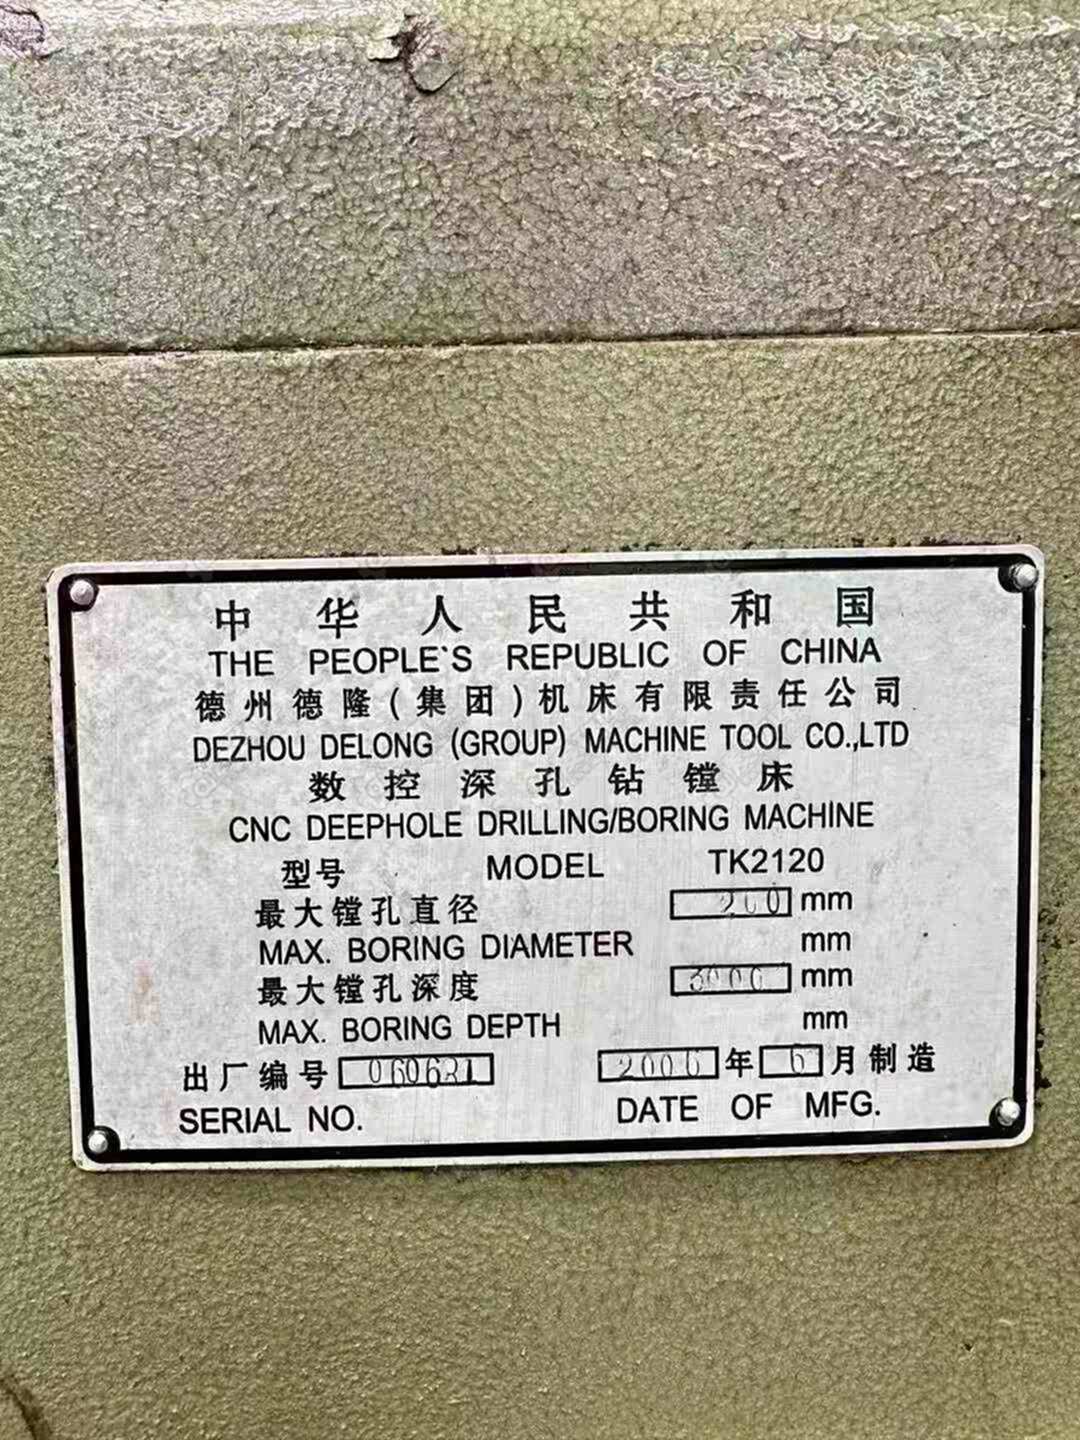 中华人民共和国
THE PEOPLE`S REPUBLIC OF CHINA
德州德隆(集团)机床有限责任公司
DEZHOU DELONG (GROUP) MACHINE TOOL CO.,LTD
数控深孔钻镗床
CNC DEEPHOLE DRILLING/BORING MACHINE
型号 MODEL TK2120
最大镗孔直径 200 mm
MAX. BORING DIAMETER mm
最大镗孔深度 3000 mm
MAX. BORING DEPTH mm
出厂编号 2006 年 6 月制造
SERIAL NO. DATE OF MFG.